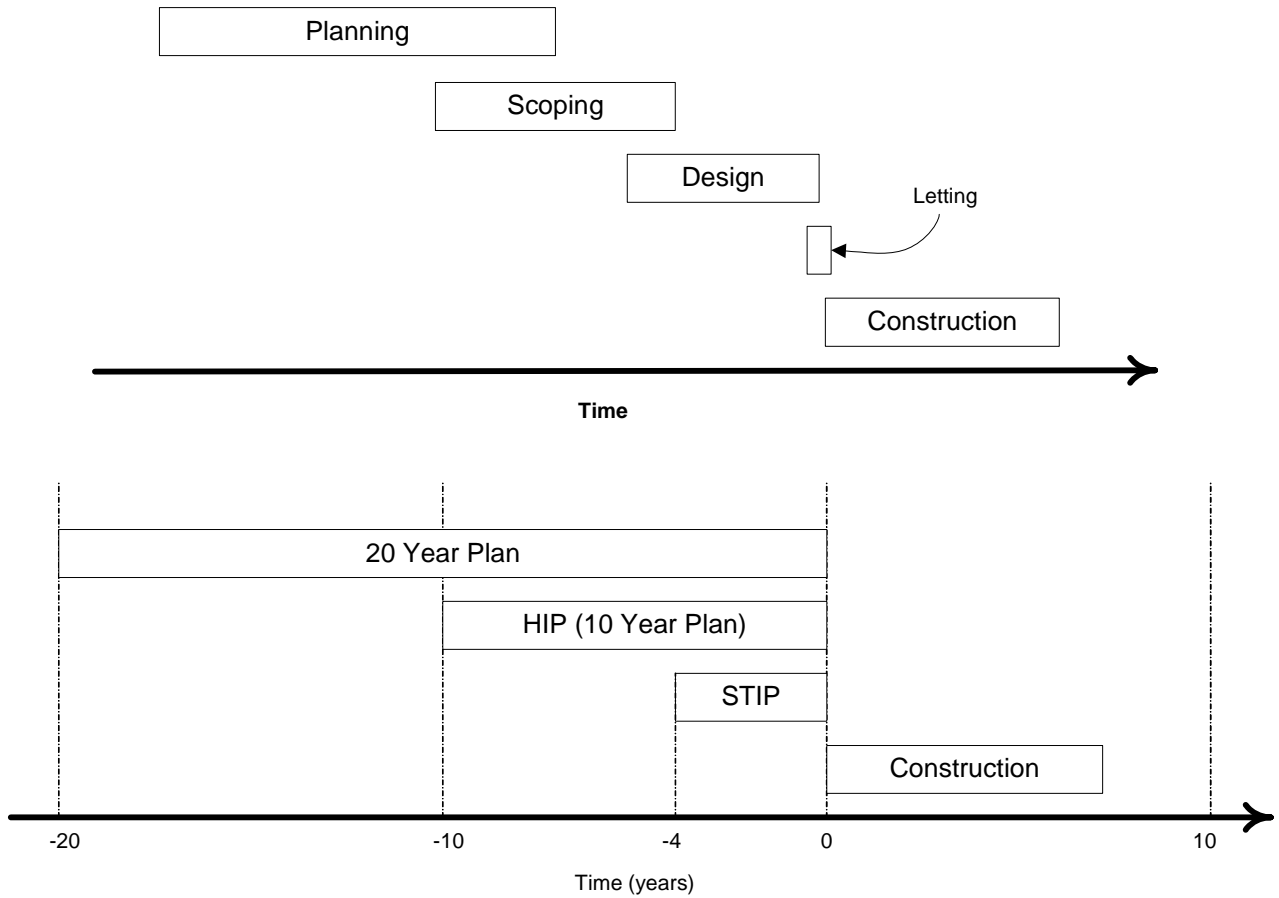 Planning
Scoping
Design
Letting
Construction
Time
20 Year Plan
HIP (10 Year Plan)
STIP
Construction
-20
-10
-4
0
10
Time (years)